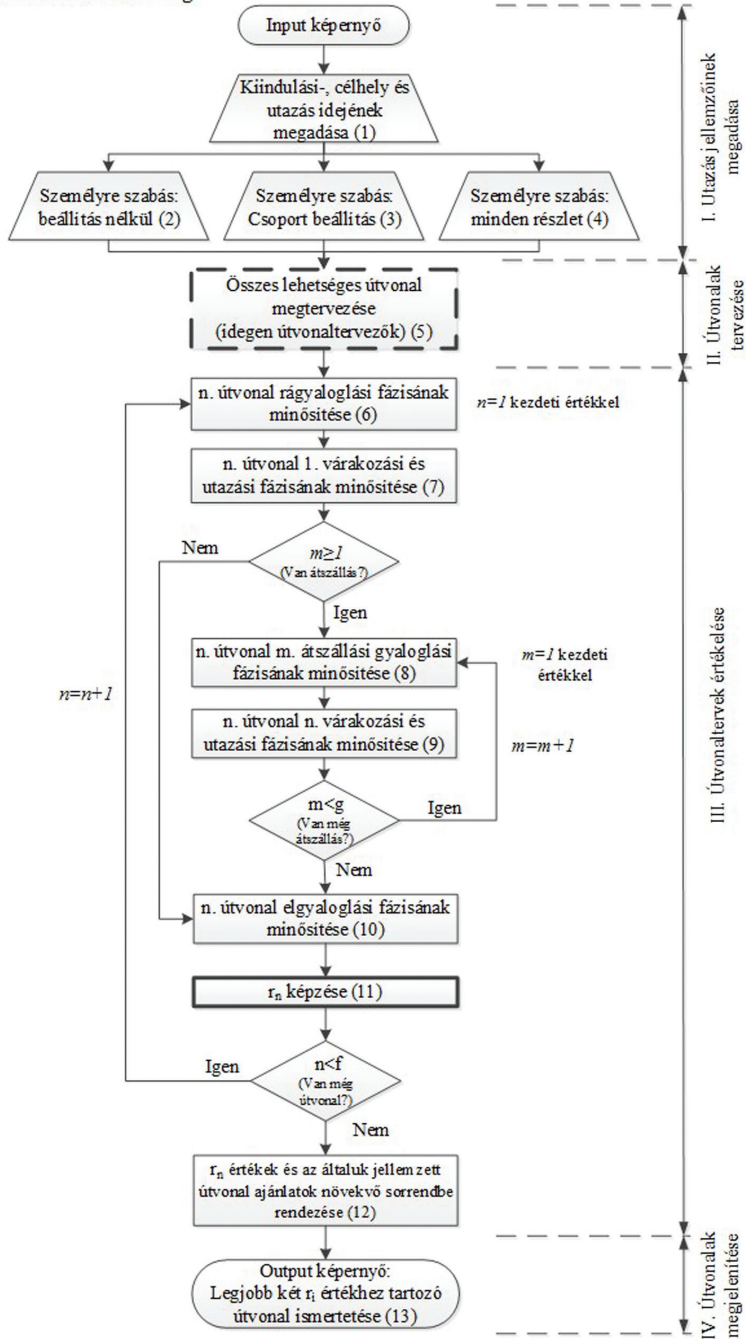 Input képernyő
Kiindulási-, célhely és
utazás idejének
megadása (1)
Személyre szabás:
beállítás nélkül (2)
Személyre szabás:
Csoport beállítás (3)
Személyre szabás:
minden részlet (4)
I. Utazás jellemzőinek
megadása
Összes lehetséges útvonal
megtervezése
(idegen útvonaltervezők) (5)
II. Útvonalak
tervezése
n. útvonal rágyaloglási fázisának
minősítése (6)
n=1 kezdeti értékkel
n. útvonal 1. várakozási és
utazási fázisának minősítése (7)
Nem
m≥1
(Van átszállás?)
Igen
n. útvonal m. átszállási gyaloglási
fázisának minősítése (8)
m=1 kezdeti
értékkel
n=n+1
n. útvonal n. várakozási és
utazási fázisának minősítése (9)
m=m+1
m<g
(Van még
átszállás?)
Igen
Nem
III. Útvonaltervek értékelése
n. útvonal elgyaloglási fázisának
minősítése (10)
rn képzése (11)
Igen
n<f
(Van még
útvonal?)
Nem
rn értékek és az általuk jellemzett
útvonal ajánlatok növekvő sorrendbe
rendezése (12)
Output képernyő:
Legjobb két ri értékhez tartozó
útvonal ismertetése (13)
IV. Útvonalak
megjelenítése